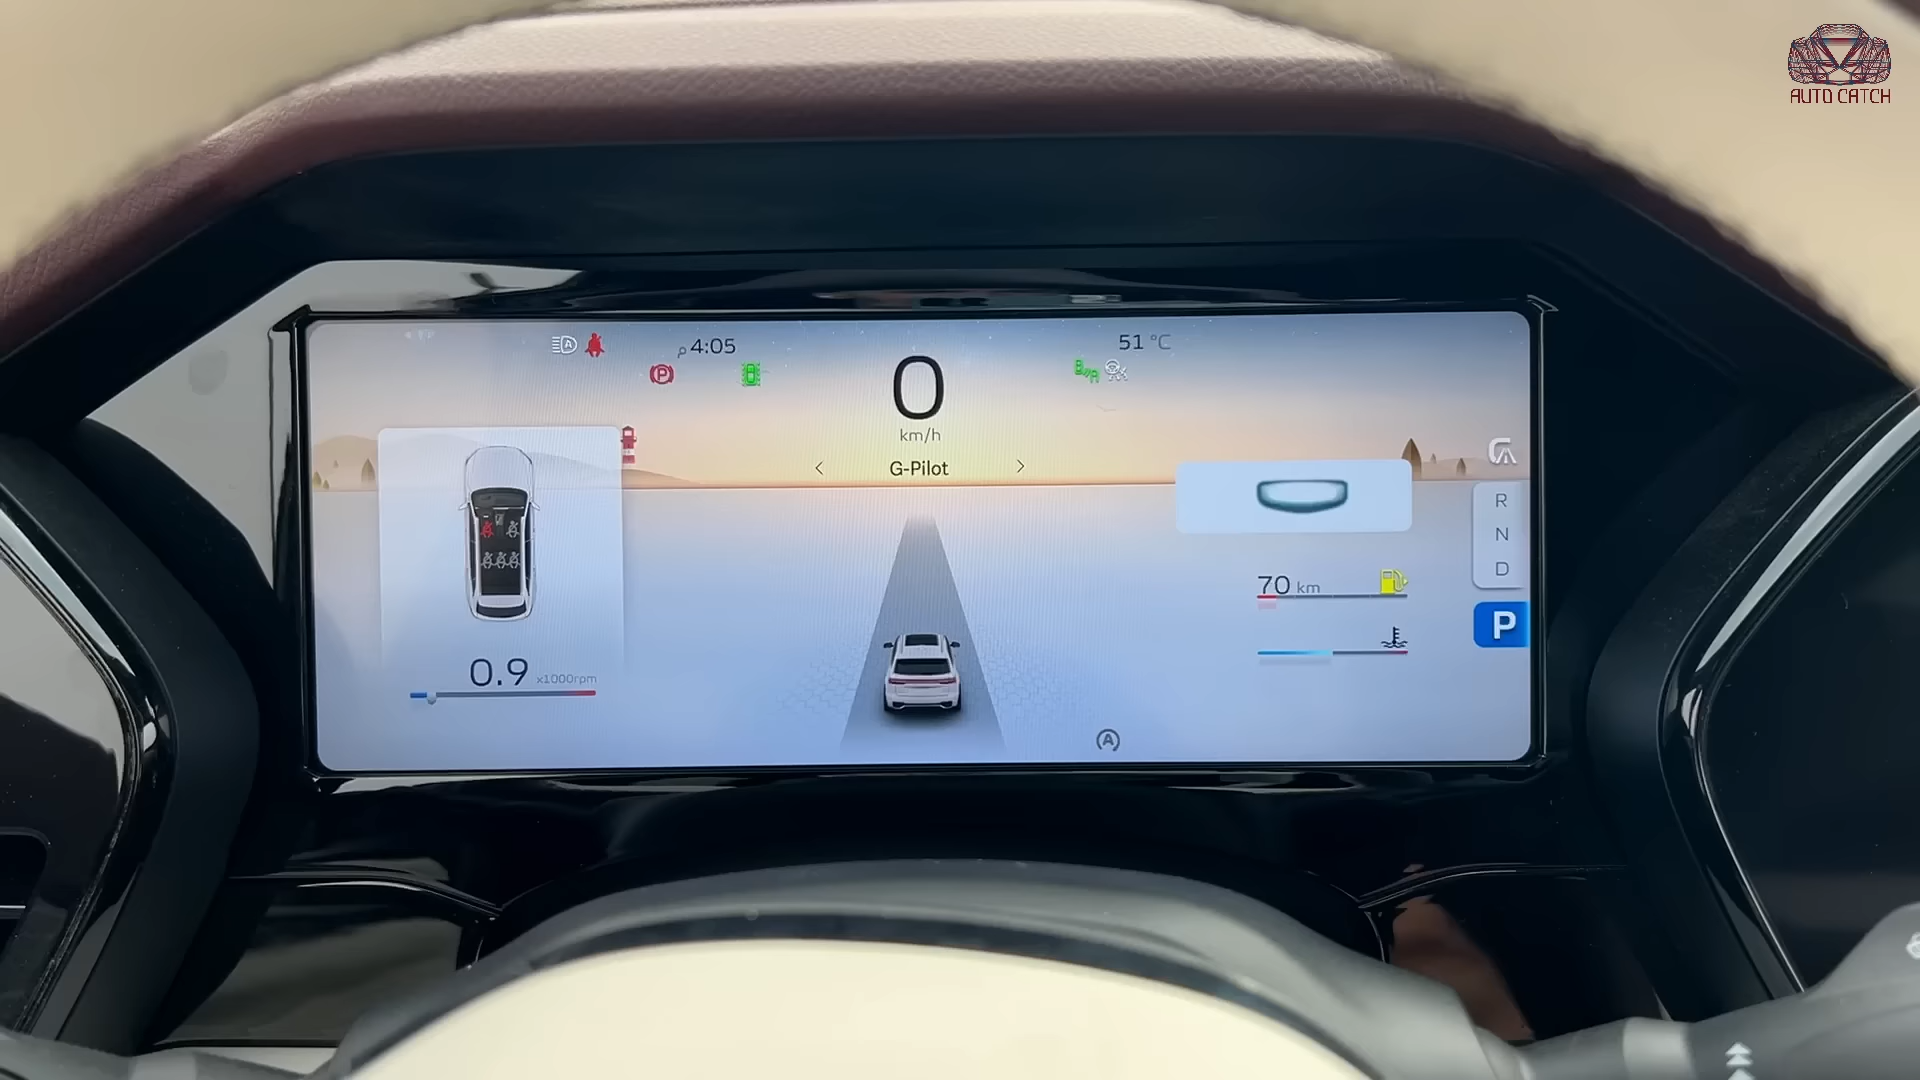 AUTO CATCH
4:05
51 °C
P
0
km/h
G-Pilot
R
N
D
P
70 km
0.9 x1000rpm
A